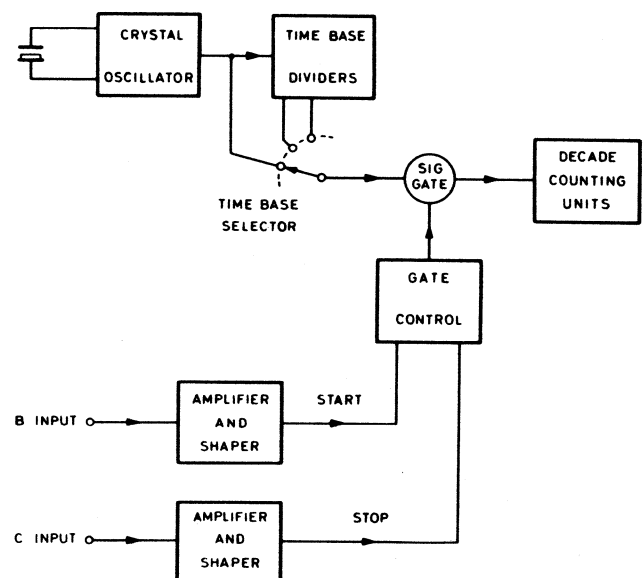 CRYSTAL
OSCILLATOR
TIME BASE
DIVIDERS
TIME BASE
SELECTOR
SIG
GATE
DECADE
COUNTING
UNITS
GATE
CONTROL
B INPUT
AMPLIFIER
AND
SHAPER
START
C INPUT
AMPLIFIER
AND
SHAPER
STOP